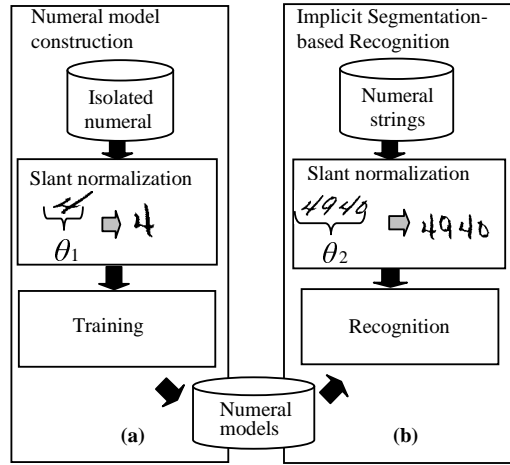 Numeral model
construction
Isolated
numeral
Slant normalization
4 4
θ1
Training
(a)
Implicit Segmentation-
based Recognition
Numeral
strings
Slant normalization
4940 4940
θ2
Recognition
(b)
Numeral
models